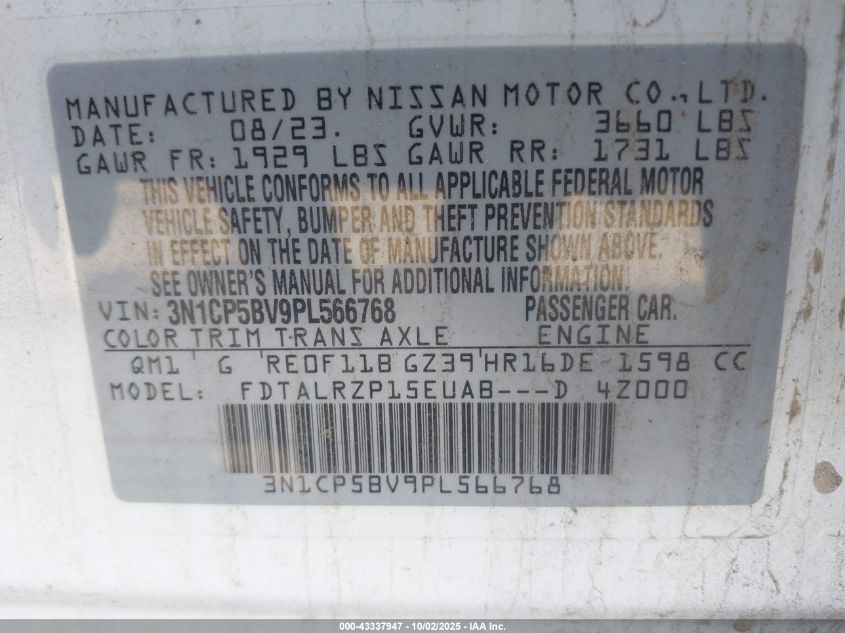 MANUFACTURED BY NISSAN MOTOR CO., LTD.
DATE: 08/23. GVWR: 3660 LBS
GAWR FR: 1929 LBS GAWR RR: 1731 LBS
THIS VEHICLE CONFORMS TO ALL APPLICABLE FEDERAL MOTOR
VEHICLE SAFETY, BUMPER AND THEFT PREVENTION STANDARDS
IN EFFECT ON THE DATE OF MANUFACTURE SHOWN ABOVE.
SEE OWNER'S MANUAL FOR ADDITIONAL INFORMATION.
VIN: 3N1CP5BV9PL566768 PASSENGER CAR.
COLOR TRIM TRANS AXLE ENGINE
QM1 G RE0F11B GZ39 HR16DE-1598 CC
MODEL: FDTALRZP15EUAB---D 4Z000
3N1CP5BV9PL566768
000-43337947 - 10/02/2025 - IAA Inc.